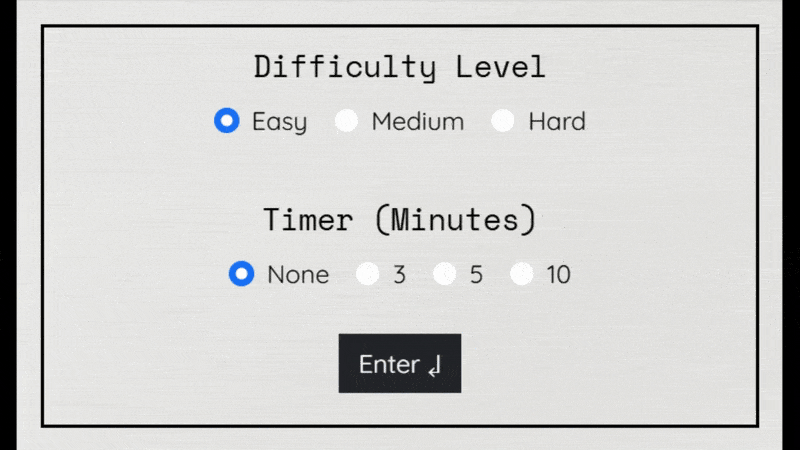 Difficulty Level
Easy Medium Hard
Timer (Minutes)
None 3 5 10
Enter ↲